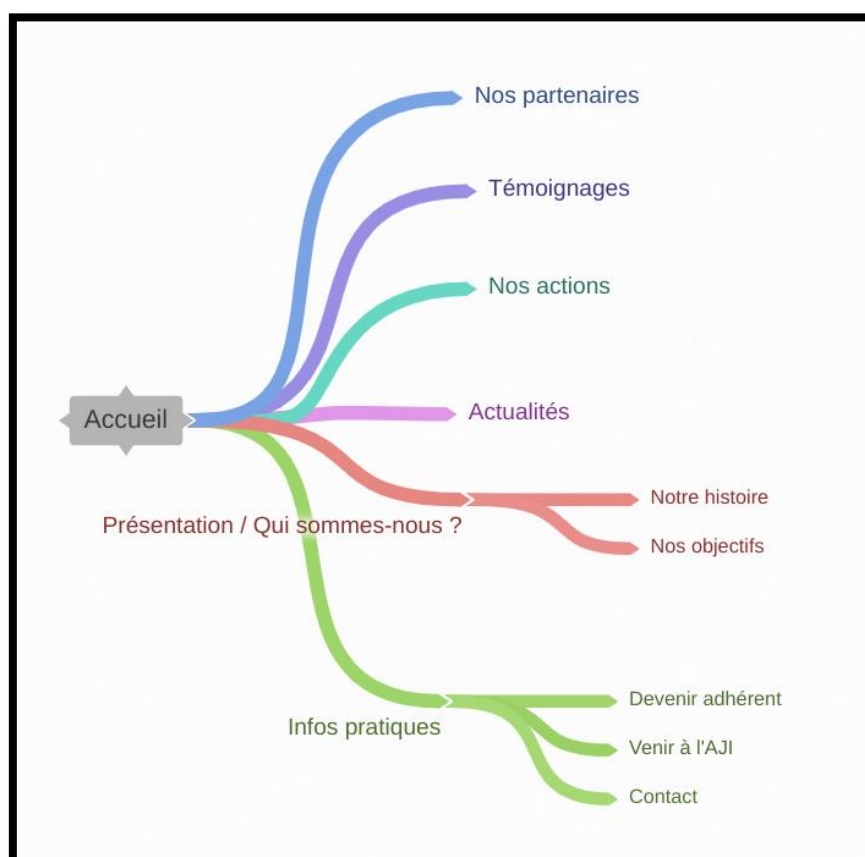 Nos partenaires
Témoignages
Nos actions
Accueil
Actualités
Présentation / Qui sommes-nous ?
Notre histoire
Nos objectifs
Infos pratiques
Devenir adhérent
Venir à l'AJI
Contact